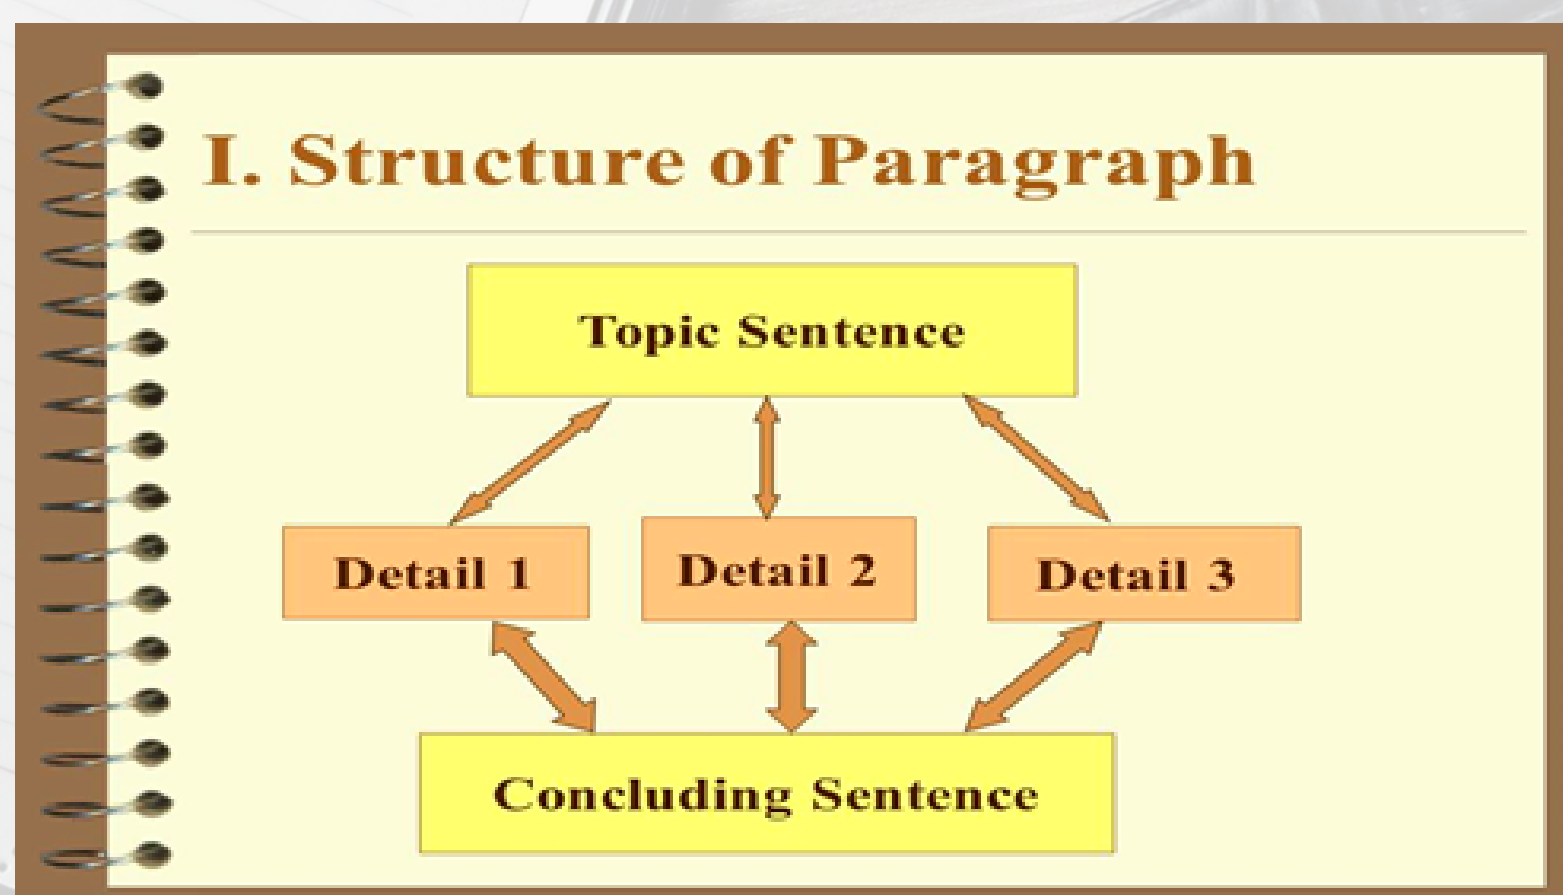 I. Structure of Paragraph
Topic Sentence
Detail 1
Detail 2
Detail 3
Concluding Sentence